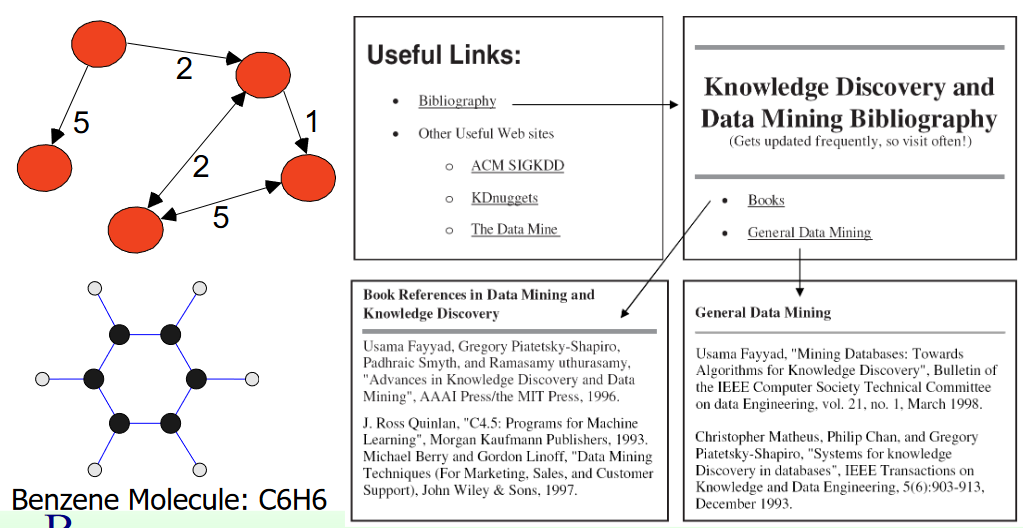 2
5
1
2
5
Benzene Molecule: C6H6
Useful Links:
• Bibliography
• Other Useful Web sites
o ACM SIGKDD
o KDnuggets
o The Data Mine
Knowledge Discovery and
Data Mining Bibliography
(Gets updated frequently, so visit often!)
• Books
• General Data Mining
Book References in Data Mining and
Knowledge Discovery
Usama Fayyad, Gregory Piatetsky-Shapiro,
Padhraic Smyth, and Ramasamy uthurasamy,
"Advances in Knowledge Discovery and Data
Mining", AAAI Press/the MIT Press, 1996.
J. Ross Quinlan, "C4.5: Programs for Machine
Learning", Morgan Kaufmann Publishers, 1993.
Michael Berry and Gordon Linoff, "Data Mining
Techniques (For Marketing, Sales, and Customer
Support), John Wiley & Sons, 1997.
General Data Mining
Usama Fayyad, "Mining Databases: Towards
Algorithms for Knowledge Discovery", Bulletin of
the IEEE Computer Society Technical Committee
on data Engineering, vol. 21, no. 1, March 1998.
Christopher Matheus, Philip Chan, and Gregory
Piatetsky-Shapiro, "Systems for knowledge
Discovery in databases", IEEE Transactions on
Knowledge and Data Engineering, 5(6):903-913,
December 1993.